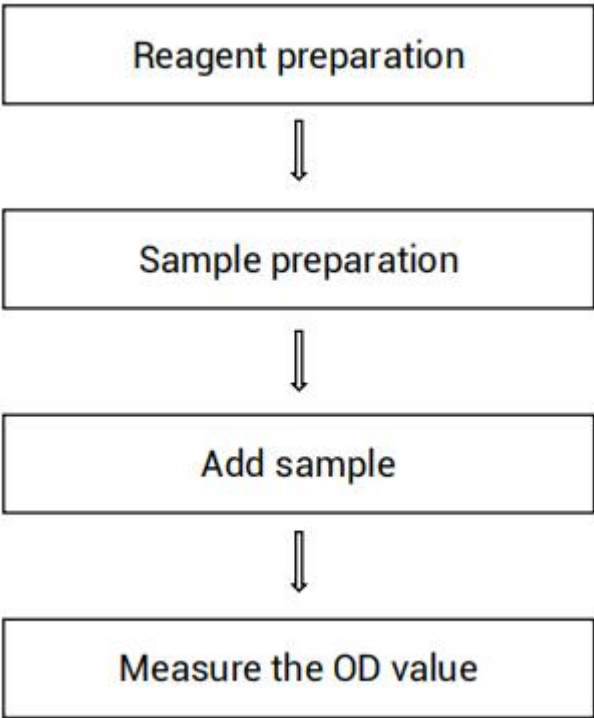 Reagent preparation
Sample preparation
Add sample
Measure the OD value